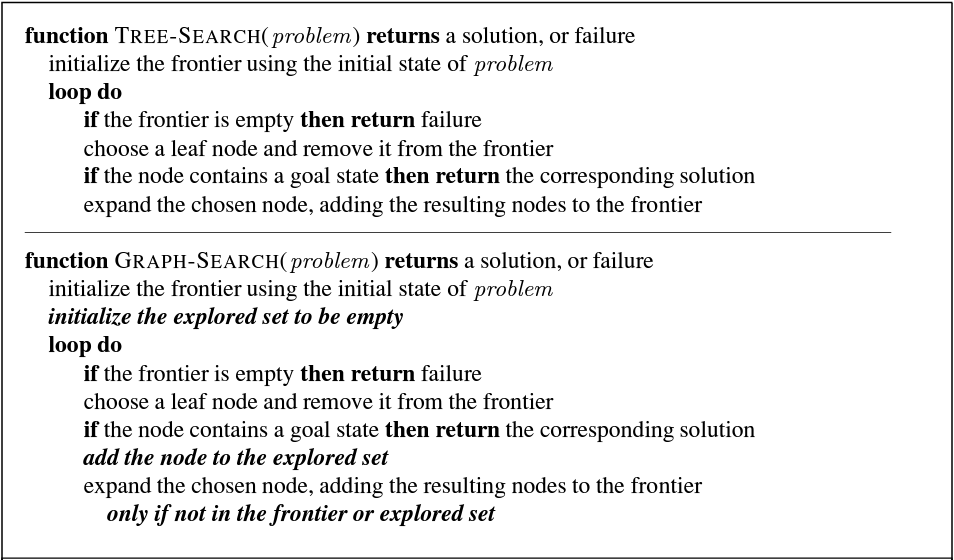 function TREE-SEARCH(problem) returns a solution, or failure
initialize the frontier using the initial state of problem
loop do
if the frontier is empty then return failure
choose a leaf node and remove it from the frontier
if the node contains a goal state then return the corresponding solution
expand the chosen node, adding the resulting nodes to the frontier
function GRAPH-SEARCH(problem) returns a solution, or failure
initialize the frontier using the initial state of problem
initialize the explored set to be empty
loop do
if the frontier is empty then return failure
choose a leaf node and remove it from the frontier
if the node contains a goal state then return the corresponding solution
add the node to the explored set
expand the chosen node, adding the resulting nodes to the frontier
only if not in the frontier or explored set